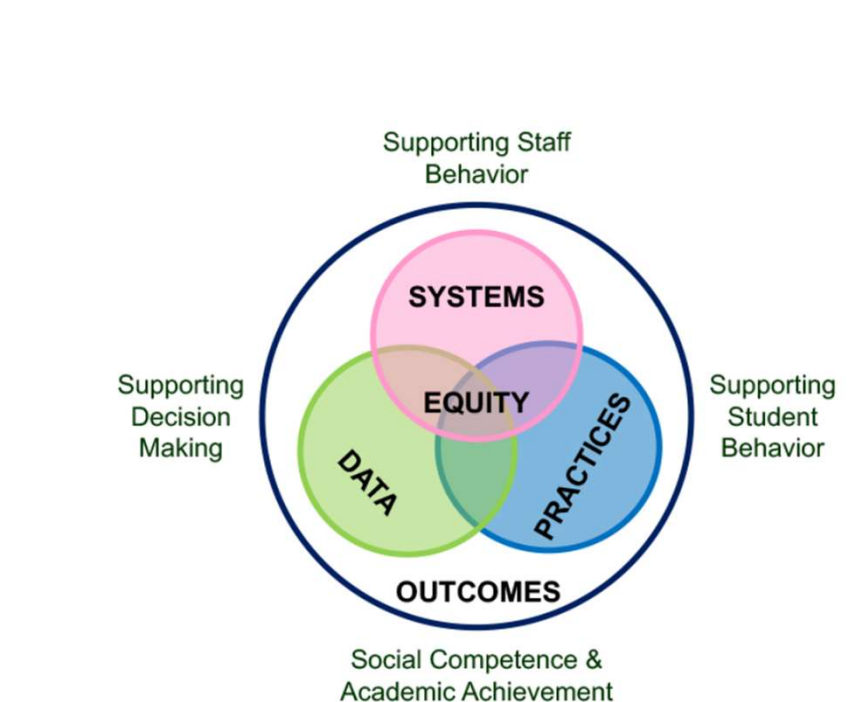 Supporting Staff
Behavior
SYSTEMS
Supporting
Decision
Making
EQUITY
DATA
PRACTICES
Supporting
Student
Behavior
OUTCOMES
Social Competence &
Academic Achievement